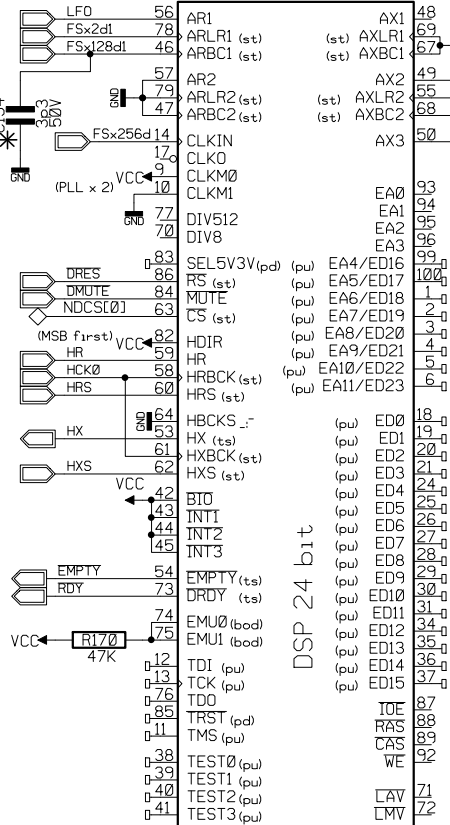 LFO 56 AR1 AX1 48
FSx2d1 78 ARLR1 (st) (st) AXLR1 69
FSx128d1 46 ARBC1 (st) (st) AXBC1 67
57 AR2 AX2 49
GND 79 ARLR2 (st) (st) AXLR2 55
47 ARBC2 (st) (st) AXBC2 68
3p3
50V
FSx256d 14 CLKIN AX3 50
17 CLKO
GND
VCC 9 CLKM0
(PLL x 2) 10 CLKM1 EA0 93
EA1 94
GND 77 DIV512 EA2 95
70 DIV8 EA3 96
83 SEL5V3V (pd) (pu) EA4/ED16 99
DRES 86 RS (st) (pu) EA5/ED17 100
DMUTE 84 MUTE (pu) EA6/ED18 1
NDCS[0] 63 CS (st) (pu) EA7/ED19 2
(MSB first) VCC 82 HDIR (pu) EA8/ED20 3
HR 59 HR (pu) EA9/ED21 4
HCK0 58 HRBCK (st) (pu) EA10/ED22 5
HRS 60 HRS (st) (pu) EA11/ED23 6
GND 64 HBCKS (pu) ED0 18
HX 53 HX (ts) (pu) ED1 19
61 HXBCK (st) (pu) ED2 20
HXS 62 HXS (st) (pu) ED3 21
VCC 42 BIO (pu) ED4 24
43 INT1 (pu) ED5 25
44 INT2 (pu) ED6 26
45 INT3 (pu) ED7 27
(pu) ED8 28
EMPTY 54 EMPTY (ts) (pu) ED9 29
RDY 73 DRDY (ts) (pu) ED10 30
74 EMU0 (bod) (pu) ED11 31
VCC R170 75 EMU1 (bod) (pu) ED12 34
47K (pu) ED13 35
12 TDI (pu) (pu) ED14 36
13 TCK (pu) (pu) ED15 37
76 TDO
85 TRST (pd) IOE 87
11 TMS (pu) RAS 88
CAS 89
38 TEST0 (pu) WE 92
39 TEST1 (pu)
40 TEST2 (pu) LAV 71
41 TEST3 (pu) LMV 72
DSP 24 bit